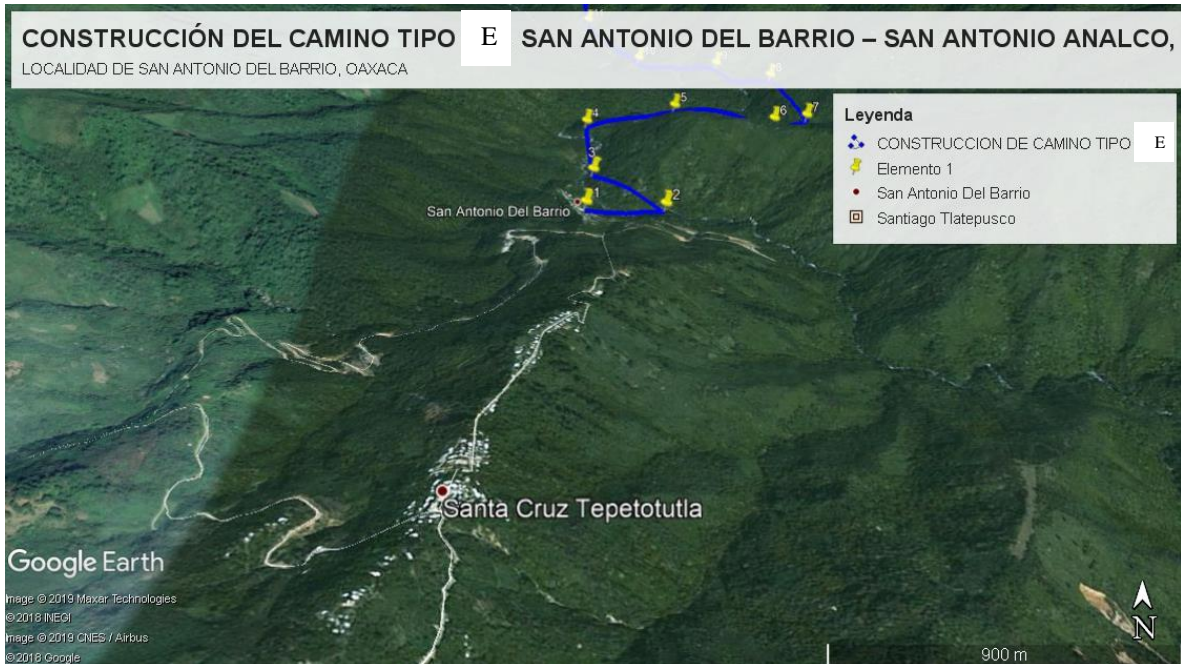 CONSTRUCCIÓN DEL CAMINO TIPO E SAN ANTONIO DEL BARRIO – SAN ANTONIO ANALCO,
LOCALIDAD DE SAN ANTONIO DEL BARRIO, OAXACA
Leyenda
CONSTRUCCION DE CAMINO TIPO E
Elemento 1
San Antonio Del Barrio
Santiago Tlatepusco
5
4
6
7
3
1
2
San Antonio Del Barrio
Santa Cruz Tepetotutla
Google Earth
Image © 2019 Maxar Technologies
© 2018 INEGI
Image © 2019 CNES / Airbus
© 2018 Google
N
900 m